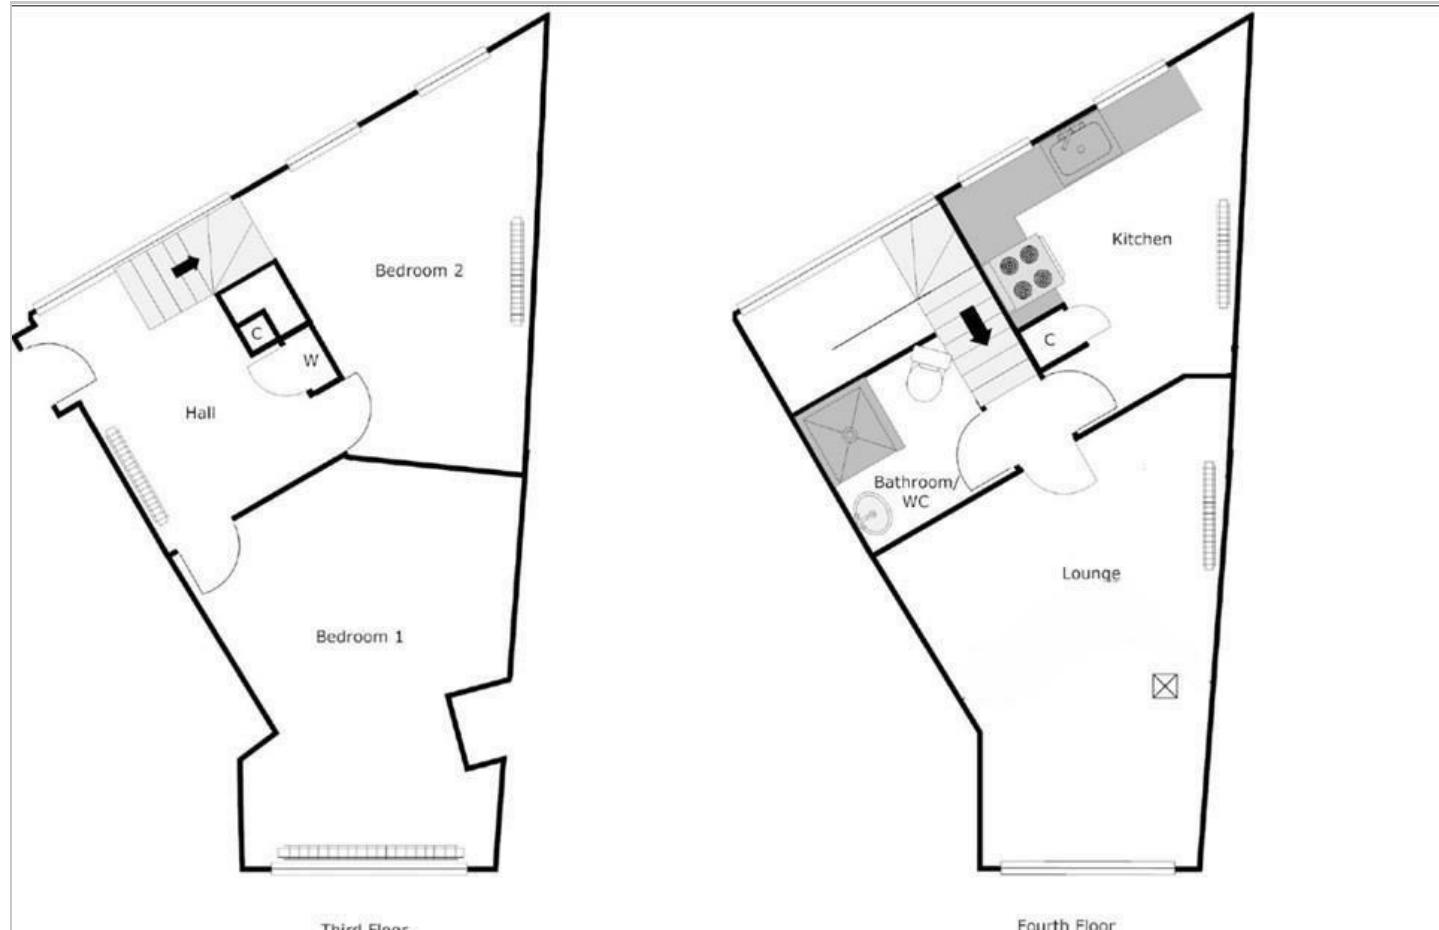 Bedroom 2
C
W
Hall
Bedroom 1
Third Floor
Kitchen
C
Bathroom/
WC
Lounge
Fourth Floor